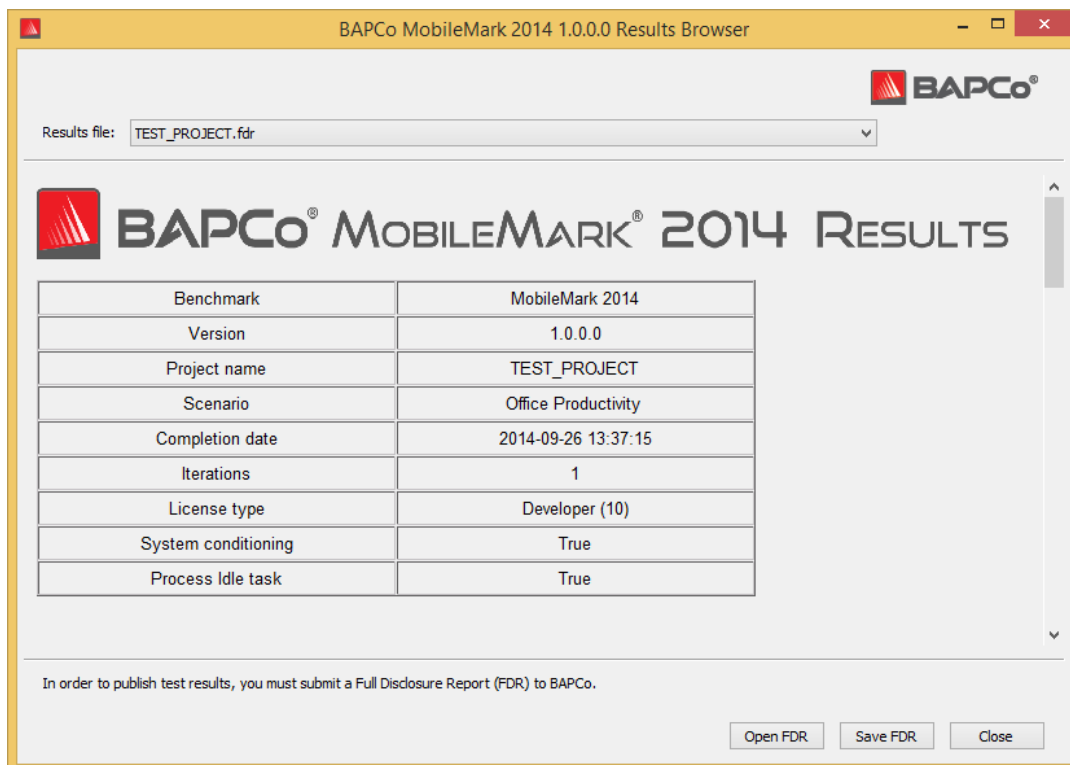 BAPCo MobileMark 2014 1.0.0.0 Results Browser
BAPCo®
Results file: TEST_PROJECT.fdr
BAPCo® MOBILEMARK® 2014 RESULTS
Benchmark MobileMark 2014
Version 1.0.0.0
Project name TEST_PROJECT
Scenario Office Productivity
Completion date 2014-09-26 13:37:15
Iterations 1
License type Developer (10)
System conditioning True
Process Idle task True
In order to publish test results, you must submit a Full Disclosure Report (FDR) to BAPCo.
Open FDR Save FDR Close